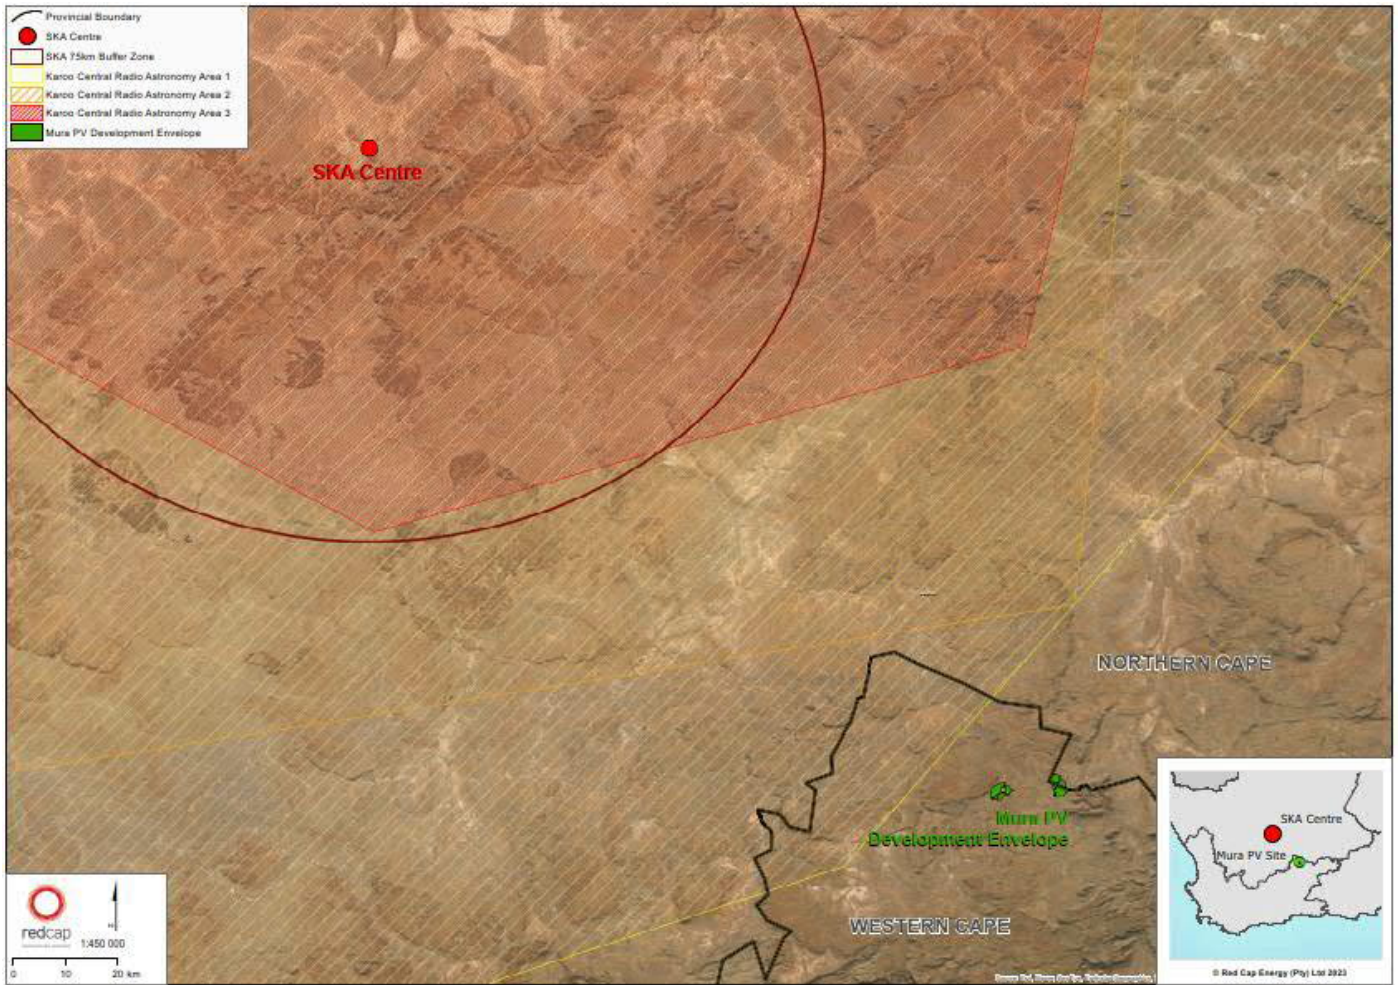 Provincial Boundary
SKA Centre
SKA 75km Buffer Zone
Karoo Central Radio Astronomy Area 1
Karoo Central Radio Astronomy Area 2
Karoo Central Radio Astronomy Area 3
Mura PV Development Envelope
SKA Centre
NORTHERN CAPE
Mura PV
Development Envelope
WESTERN CAPE
SKA Centre
Mura PV Site
redcap
N
1:450 000
0 10 20 km
© Red Cap Energy (Pty) Ltd 2023